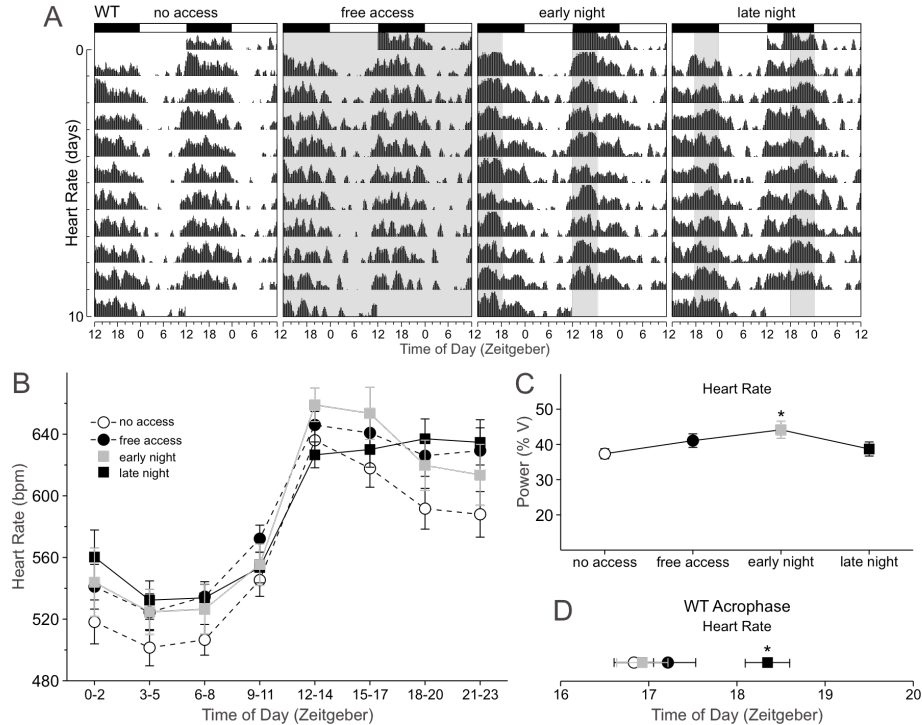 A
WT no access free access early night late night
0
Heart Rate (days)
10
12 18 0 6 12 18 0 6 12 18 0 6 12 18 0 6 12 18 0 6 12 18 0 6 12 18 0 6 12 18 0 6 12
Time of Day (Zeitgeber) Time of Day (Zeitgeber)
B
no access
free access
early night
late night
Heart Rate (bpm)
640
600
560
520
480
0-2 3-5 6-8 9-11 12-14 15-17 18-20 21-23
Time of Day (Zeitgeber)
C
Heart Rate
*
Power (% V)
50
40
30
20
no access free access early night late night
D
WT Acrophase
Heart Rate
*
16 17 18 19 20
Time of Day (Zeitgeber)